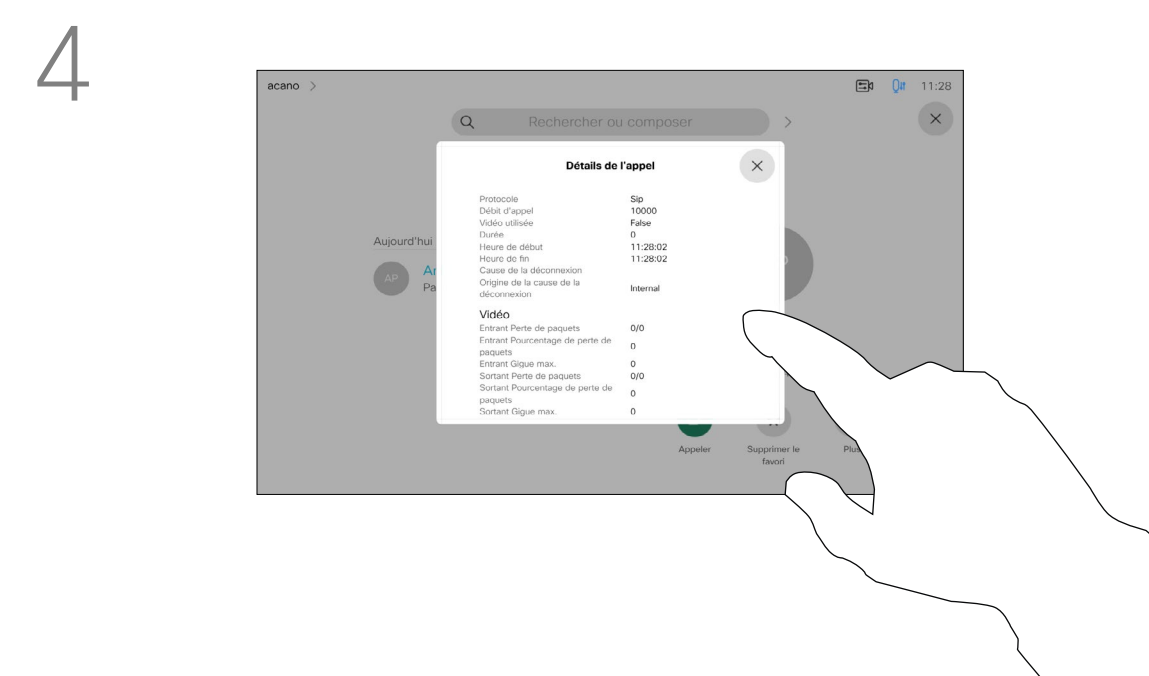 4
acano >
11:28
Rechercher ou composer >
Détails de l'appel
Protocole Sip
Débit d'appel 10000
Vidéo utilisée False
Durée 0
Heure de début 11:28:02
Heure de fin 11:28:02
Cause de la déconnexion
Origine de la cause de la
déconnexion Internal
Vidéo
Entrant Perte de paquets 0/0
Entrant Pourcentage de perte de
paquets 0
Entrant Gigue max. 0
Sortant Perte de paquets 0/0
Sortant Pourcentage de perte de
paquets 0
Sortant Gigue max. 0
Aujourd'hui
AP
Ar
Pa
Appeler
Supprimer le
favori
Plus